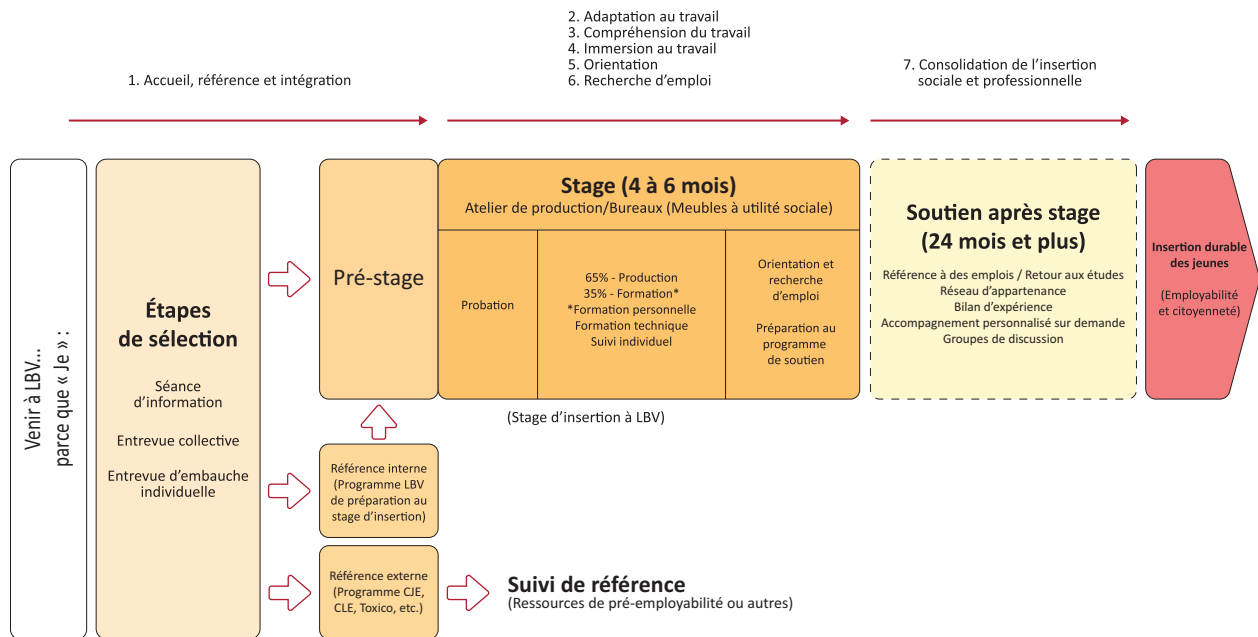 1. Accueil, référence et intégration
2. Adaptation au travail
3. Compréhension du travail
4. Immersion au travail
5. Orientation
6. Recherche d'emploi
7. Consolidation de l'insertion
sociale et professionnelle
Venir à LBV...
parce que « Je » :
Étapes
de sélection
Séance
d'information
Entrevue collective
Entrevue d'embauche
individuelle
Pré-stage
Référence interne
(Programme LBV
de préparation au
stage d'insertion)
Référence externe
(Programme CJE,
CLE, Toxico, etc.)
Suivi de référence
(Ressources de pré-employabilité ou autres)
Stage (4 à 6 mois)
Atelier de production/Bureaux (Meubles à utilité sociale)
Probation
65% - Production
35% - Formation*
*Formation personnelle
Formation technique
Suivi individuel
Orientation et
recherche
d'emploi
Préparation au
programme
de soutien
(Stage d'insertion à LBV)
Soutien après stage
(24 mois et plus)
Référence à des emplois / Retour aux études
Réseau d'appartenance
Bilan d'expérience
Accompagnement personnalisé sur demande
Groupes de discussion
Insertion durable
des jeunes
(Employabilité
et citoyenneté)